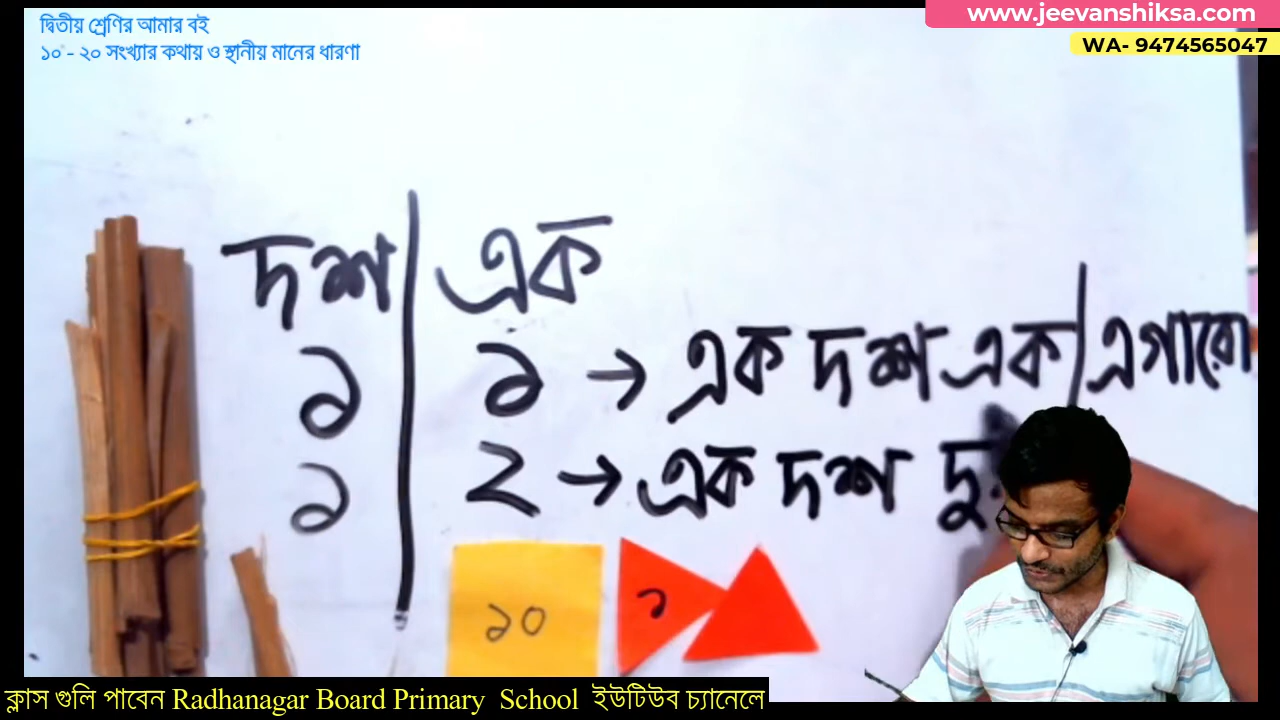 দ্বিতীয় শ্রেণির আমার বই
১০ - ২০ সংখ্যার কথায় ও স্থানীয় মানের ধারণা
www.jeevanshiksa.com
WA- 9474565047
দশ | এক
১ ১ → এক দশ এক | এগারো
১ ২ → এক দশ
১০ ১
ক্লাস গুলি পাবেন Radhanagar Board Primary School ইউটিউব চ্যানেলে